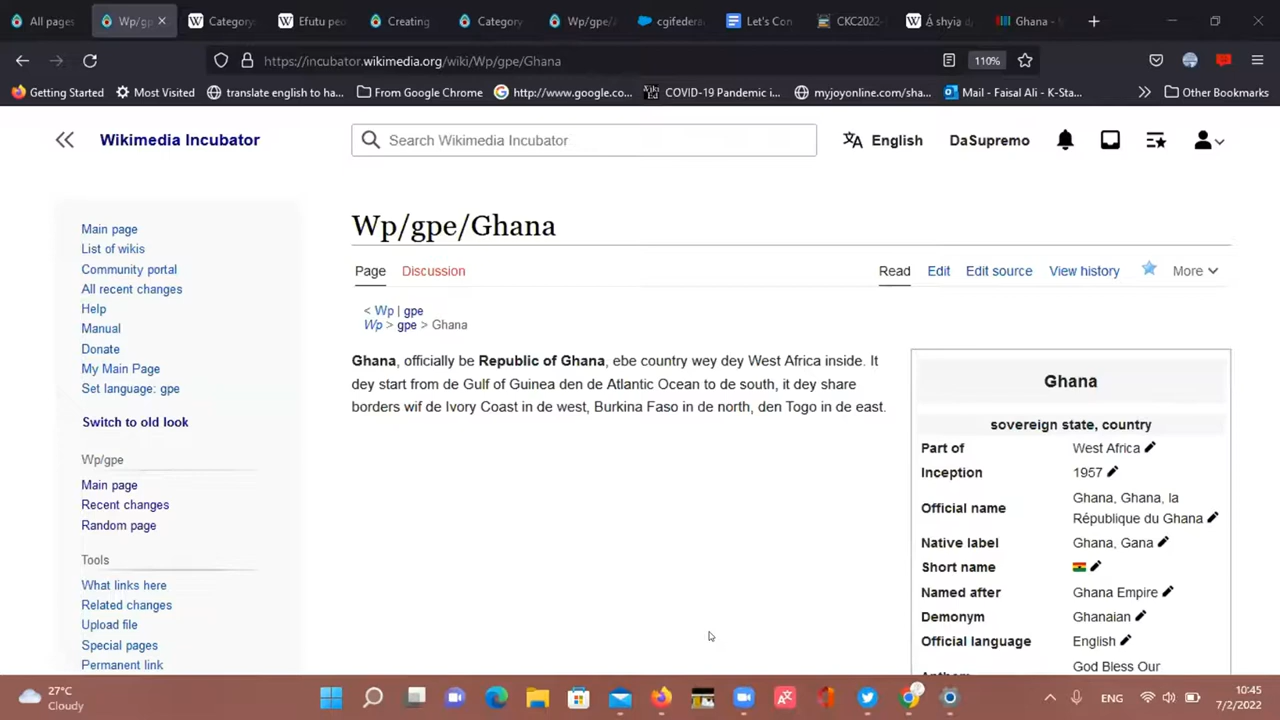 All pages
Wp/gp
Category
Efutu peo
Creating
Category
Wp/gpe/
cgifedera
Let's Con
CKC2022-
Ghana -
https://incubator.wikimedia.org/wiki/Wp/gpe/Ghana
110%
Getting Started
Most Visited
translate english to ha...
From Google Chrome
http://www.google.co...
COVID-19 Pandemic i...
myjoyonline.com/sha...
Mail - Faisal Ali - K-Sta...
Other Bookmarks
Wikimedia Incubator
Search Wikimedia Incubator
English
DaSupremo
Main page
List of wikis
Community portal
All recent changes
Help
Manual
Donate
My Main Page
Set language: gpe
Switch to old look
Wp/gpe
Main page
Recent changes
Random page
Tools
What links here
Related changes
Upload file
Special pages
Permanent link
Wp/gpe/Ghana
Page Discussion
Read Edit Edit source View history More
< Wp | gpe
Wp > gpe > Ghana
Ghana, officially be Republic of Ghana, ebe country wey dey West Africa inside. It
dey start from de Gulf of Guinea den de Atlantic Ocean to de south, it dey share
borders wif de Ivory Coast in de west, Burkina Faso in de north, den Togo in de east.
Ghana
sovereign state, country
Part of West Africa
Inception 1957
Official name Ghana, Ghana, la
République du Ghana
Native label Ghana, Gana
Short name
Named after Ghana Empire
Demonym Ghanaian
Official language English
God Bless Our
27°C
Cloudy
ENG
10:45
7/2/2022